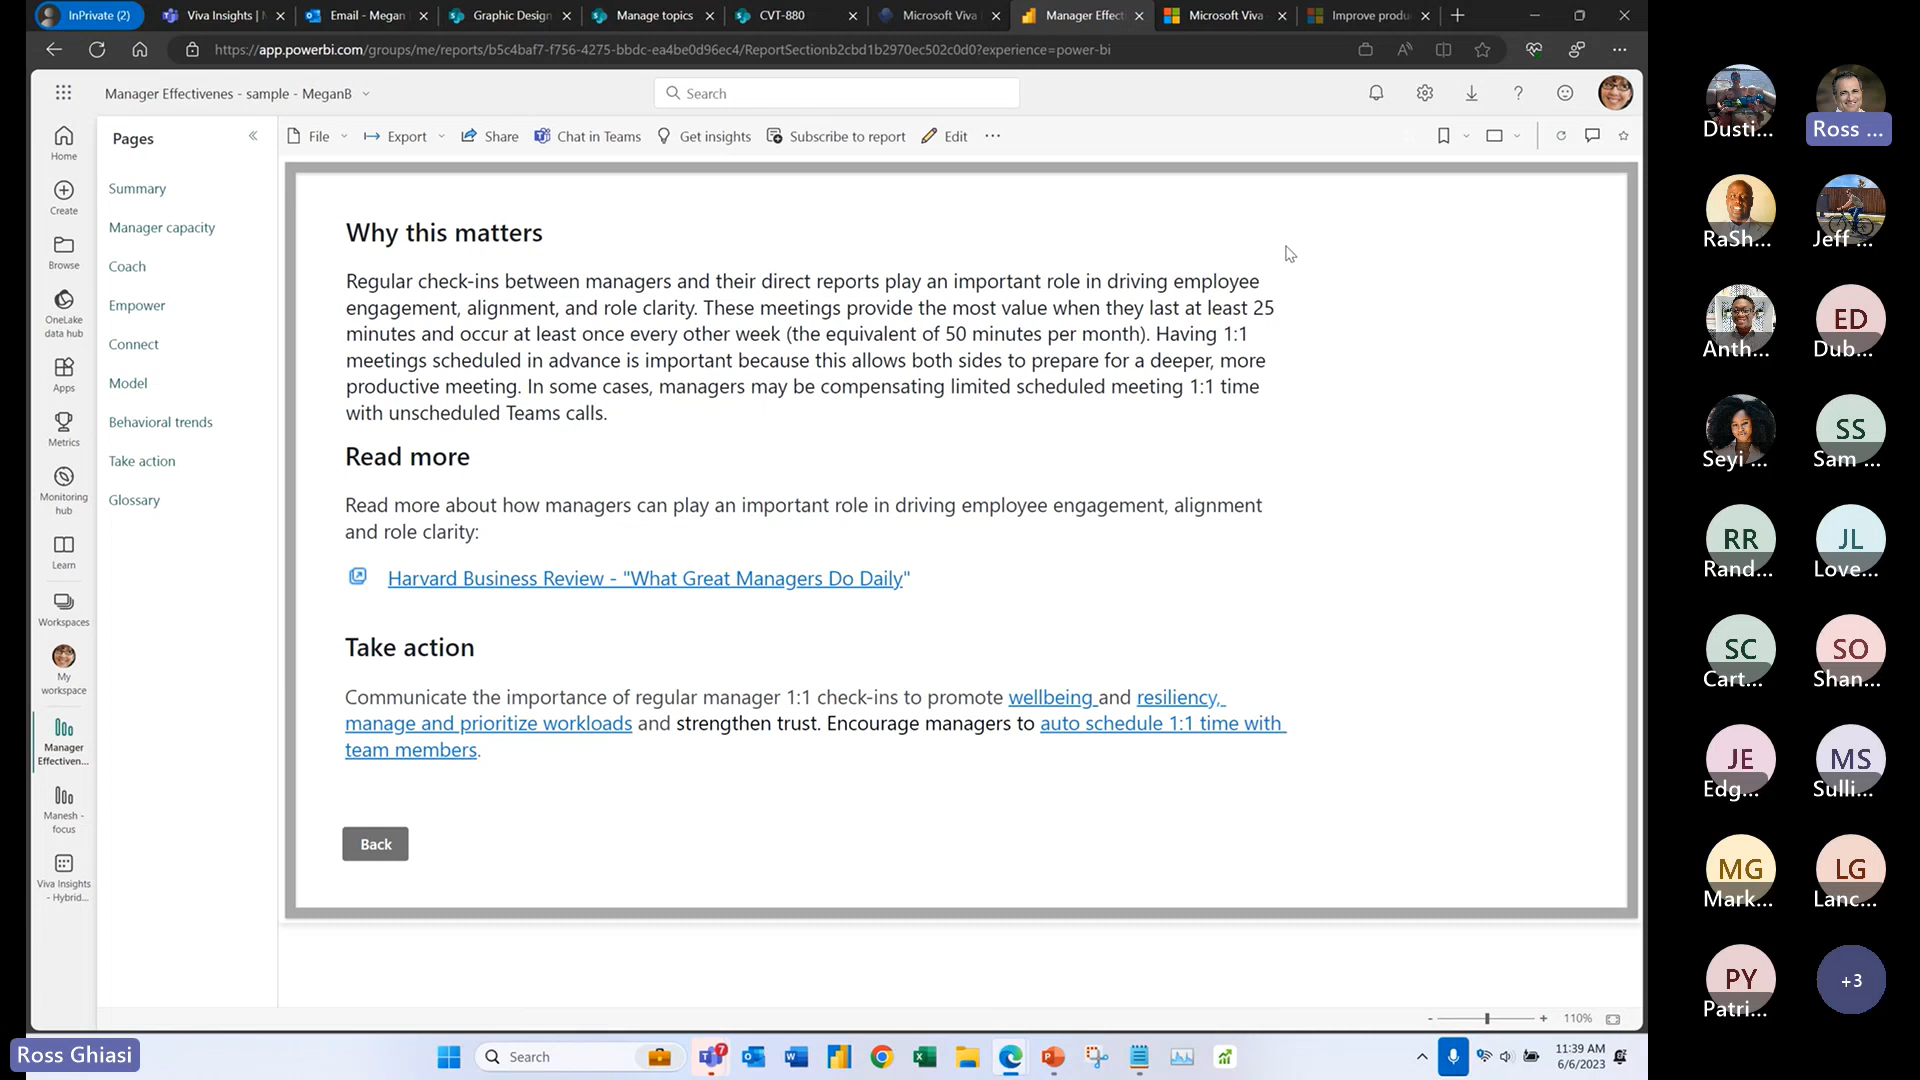 InPrivate (2)
Viva Insights |
Email - Megan
Graphic Design
Manage topics
CVT-880
Microsoft Viva
Manager Effect
Microsoft Viva
Improve produ
https://app.powerbi.com/groups/me/reports/b5c4baf7-f756-4275-bbdc-ea4be0d96ec4/ReportSectionb2cbd1b2970ec502c0d0?experience=power-bi
Manager Effectivenes - sample - MeganB
Search
Home
Create
Browse
OneLake
data hub
Apps
Metrics
Monitoring
hub
Learn
Workspaces
My
workspace
Manager
Effectiven...
Manesh -
focus
Viva Insights
- Hybrid...
Pages
Summary
Manager capacity
Coach
Empower
Connect
Model
Behavioral trends
Take action
Glossary
File
Export
Share
Chat in Teams
Get insights
Subscribe to report
Edit
Why this matters
Regular check-ins between managers and their direct reports play an important role in driving employee
engagement, alignment, and role clarity. These meetings provide the most value when they last at least 25
minutes and occur at least once every other week (the equivalent of 50 minutes per month). Having 1:1
meetings scheduled in advance is important because this allows both sides to prepare for a deeper, more
productive meeting. In some cases, managers may be compensating limited scheduled meeting 1:1 time
with unscheduled Teams calls.
Read more
Read more about how managers can play an important role in driving employee engagement, alignment
and role clarity:
Harvard Business Review - "What Great Managers Do Daily"
Take action
Communicate the importance of regular manager 1:1 check-ins to promote wellbeing and resiliency,
manage and prioritize workloads and strengthen trust. Encourage managers to auto schedule 1:1 time with
team members.
Back
- + 110%
Ross Ghiasi
Search
7
11:39 AM
6/6/2023
Dusti...
Ross ...
RaSh...
Jeff ...
Anth...
ED
Dub...
Seyi ...
SS
Sam ...
RR
Rand...
JL
Love...
SC
Cart...
SO
Shan...
JE
Edg...
MS
Sulli...
MG
Mark...
LG
Lanc...
PY
Patri...
+3